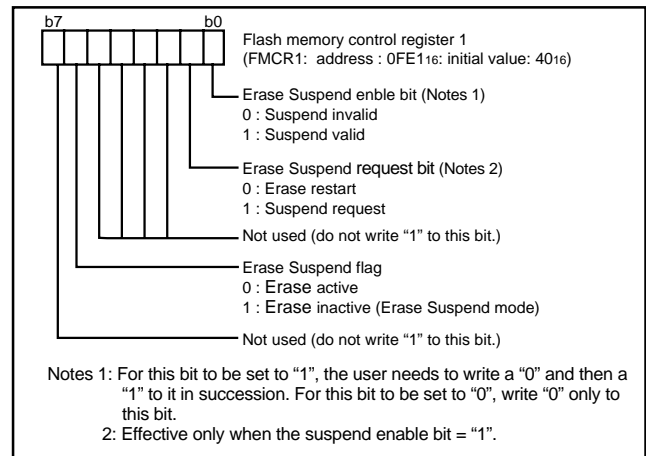 b7 b0
Flash memory control register 1
(FMCR1: address : 0FE116: initial value: 4016)
Erase Suspend enble bit (Notes 1)
0 : Suspend invalid
1 : Suspend valid
Erase Suspend request bit (Notes 2)
0 : Erase restart
1 : Suspend request
Not used (do not write “1” to this bit.)
Erase Suspend flag
0 : Erase active
1 : Erase inactive (Erase Suspend mode)
Not used (do not write “1” to this bit.)
Notes 1: For this bit to be set to “1”, the user needs to write a “0” and then a
“1” to it in succession. For this bit to be set to “0”, write “0” only to
this bit.
2: Effective only when the suspend enable bit = “1”.